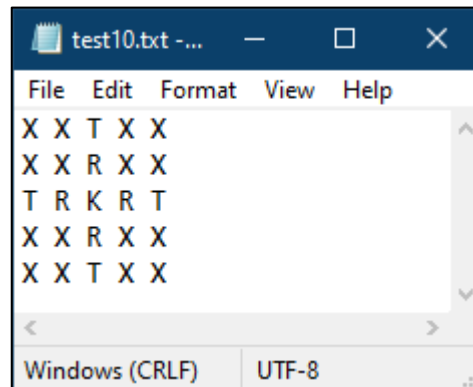 test10.txt -...
File Edit Format View Help
X X T X X
X X R X X
T R K R T
X X R X X
X X T X X
Windows (CRLF) UTF-8